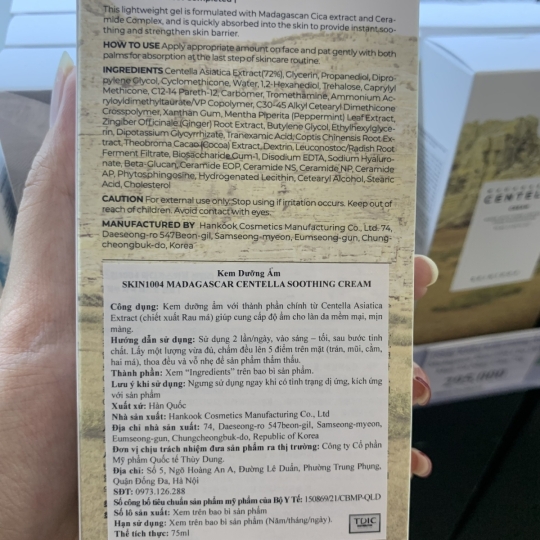 This lightweight gel is formulated with Madagascan Cica extract and Cera-
mide Complex, and is quickly absorbed into the skin to provide instant soo-
thing and strengthen skin barrier.
HOW TO USE Apply appropriate amount on face and pat gently with both
palms for absorption at the last step of skincare routine.
INGREDIENTS Centella Asiatica Extract(72%), Glycerin, Propanediol, Dipro-
pylene Glycol, Cyclomethicone, Water, 1,2-Hexanediol, Trehalose, Caprylyl
Methicone, C12-14 Pareth-12, Carbomer, Tromethamine, Ammonium Ac-
ryloyldimethyltaurate/VP Copolymer, C30-45 Alkyl Cetearyl Dimethicone
Crosspolymer, Xanthan Gum, Mentha Piperita (Peppermint) Leaf Extract,
Zingiber Officinale (Ginger) Root Extract, Butylene Glycol, Ethylhexylglyce-
rin, Dipotassium Glycyrrhizate, Tranexamic Acid, Coptis Chinensis Root Ex-
tract, Theobroma Cacao (Cocoa) Extract, Dextrin, Leuconostoc/Radish Root
Ferment Filtrate, Biosaccharide Gum-1, Disodium EDTA, Sodium Hyaluro-
nate, Beta-Glucan, Ceramide EOP, Ceramide NS, Ceramide NP, Ceramide
AP, Phytosphingosine, Hydrogenated Lecithin, Cetearyl Alcohol, Stearic
Acid, Cholesterol
CAUTION For external use only. Stop using if irritation occurs. Keep out of
reach of children. Avoid contact with eyes.
MANUFACTURED BY Hankook Cosmetics Manufacturing Co., Ltd. 74,
Daeseong-ro 547Beon-gil, Samseong-myeon, Eumseong-gun, Chung-
cheongbuk-do, Korea
Kem Dưỡng Ẩm
SKIN1004 MADAGASCAR CENTELLA SOOTHING CREAM
Công dụng: Kem dưỡng ẩm với thành phần chính từ Centella Asiatica
Extract (chiết xuất Rau má) giúp cung cấp độ ẩm cho làn da mềm mại, mịn
màng.
Hướng dẫn sử dụng: Sử dụng 2 lần/ngày, vào sáng – tối, sau bước tinh
chất. Lấy một lượng vừa đủ, chấm đều lên 5 điểm trên mặt (trán, mũi, cằm,
hai má), thoa đều và vỗ nhẹ để sản phẩm thẩm thấu.
Thành phần: Xem “Ingredients” trên bao bì sản phẩm.
Lưu ý khi sử dụng: Ngưng sử dụng ngay khi có tình trạng dị ứng, kích ứng
với sản phẩm
Xuất xứ: Hàn Quốc
Nhà sản xuất: Hankook Cosmetics Manufacturing Co., Ltd
Địa chỉ nhà sản xuất: 74, Daeseong-ro 547beon-gil, Samseong-myeon,
Eumseong-gun, Chungcheongbuk-do, Republic of Korea
Đơn vị chịu trách nhiệm đưa sản phẩm ra thị trường: Công ty Cổ phần
Mỹ phẩm Quốc tế Thùy Dung.
Địa chỉ: Số 5, Ngõ Hoàng An A, Đường Lê Duẩn, Phường Trung Phụng,
Quận Đống Đa, Hà Nội
SĐT: 0973.126.288
Số công bố tiêu chuẩn sản phẩm mỹ phẩm của Bộ Y Tế: 150869/21/CBMP-QLD
Số lô sản xuất: Xem trên bao bì sản phẩm
Hạn sử dụng: Xem trên bao bì sản phẩm (Năm/tháng/ngày).
Thể tích thực: 75ml
TDIC
CENTEL